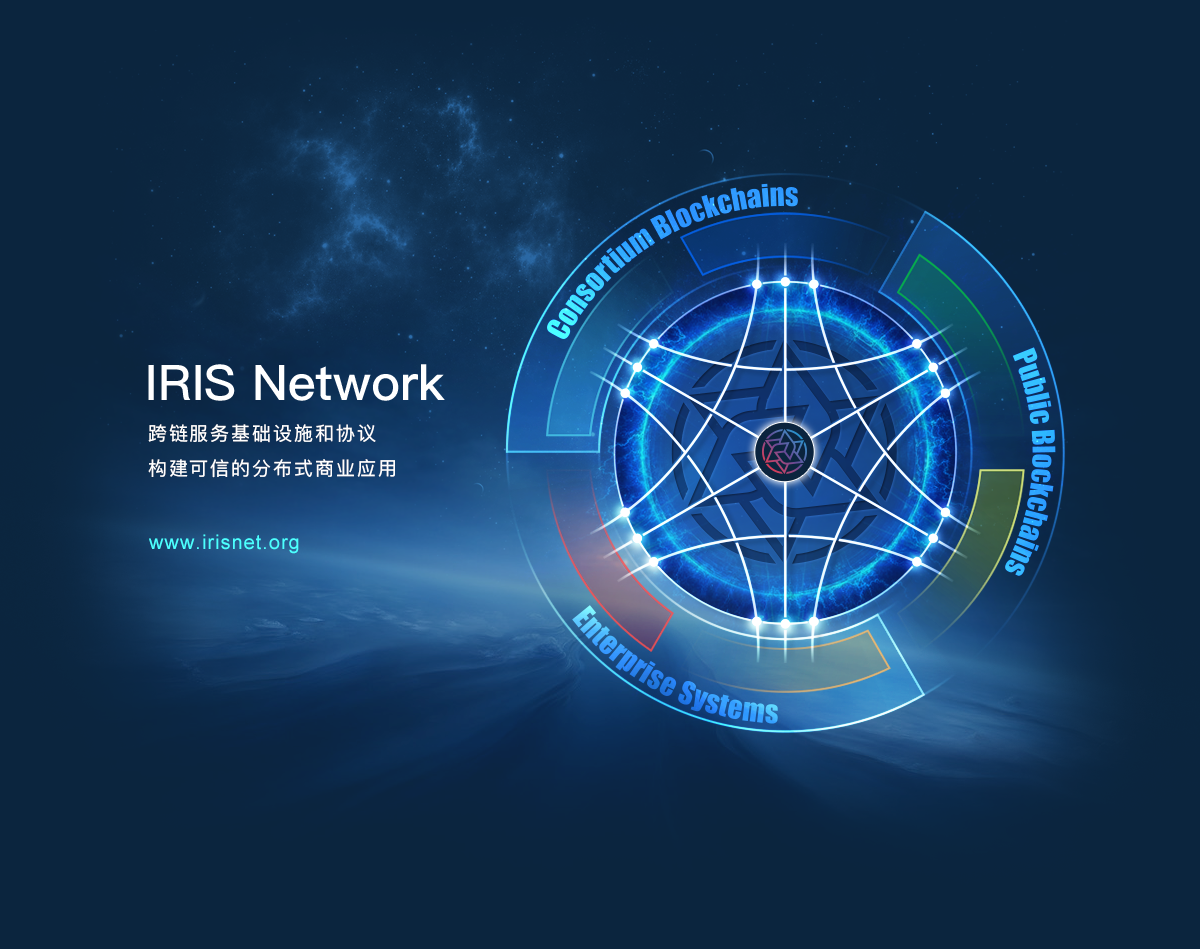 IRIS Network
跨链服务基础设施和协议
构建可信的分布式商业应用
www.irisnet.org
Consortium Blockchains
Public Blockchains
Enterprise Systems